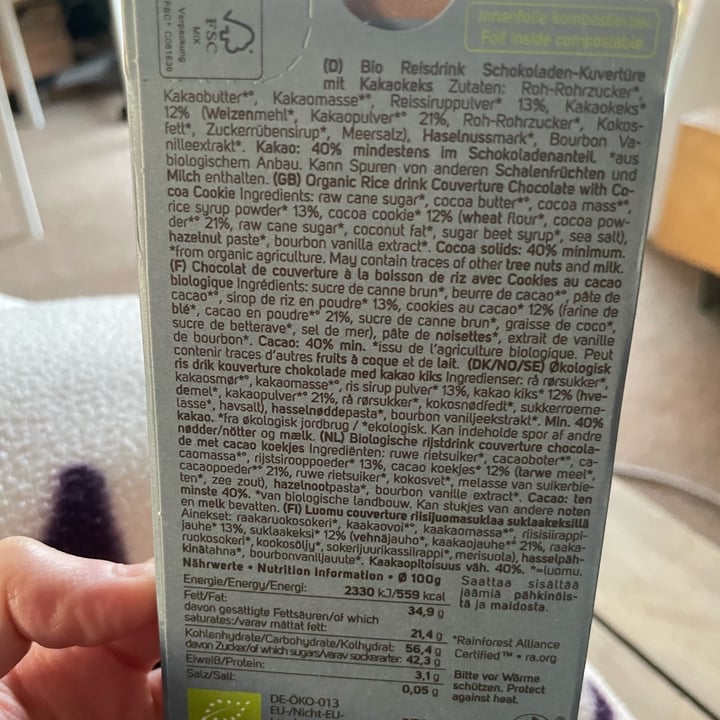 FSC® C081636
Verpackung
MIX
FSC
Innenfolie kompostierbar
Foil inside compostable
(D) Bio Reisdrink Schokoladen-Kuvertüre
mit Kakaokeks Zutaten: Roh-Rohrzucker*,
Kakaobutter*°, Kakaomasse*°, Reissiruppulver* 13%, Kakaokeks*
12% (Weizenmehl*, Kakaopulver*° 21%, Roh-Rohrzucker*, Kokos-
fett*, Zuckerrübensirup*, Meersalz), Haselnussmark*, Bourbon Va-
nilleextrakt*. Kakao: 40% mindestens im Schokoladenanteil. *aus
biologischem Anbau. Kann Spuren von anderen Schalenfrüchten und
Milch enthalten. (GB) Organic Rice drink Couverture Chocolate with Co-
coa Cookie Ingredients: raw cane sugar*, cocoa butter*°, cocoa mass*°,
rice syrup powder* 13%, cocoa cookie* 12% (wheat flour*, cocoa pow-
der*° 21%, raw cane sugar*, coconut fat*, sugar beet syrup*, sea salt),
hazelnut paste*, bourbon vanilla extract*. Cocoa solids: 40% minimum.
*from organic agriculture. May contain traces of other tree nuts and milk.
(F) Chocolat de couverture à la boisson de riz avec Cookies au cacao
biologique Ingrédients: sucre de canne brun*, beurre de cacao*°, pâte de
cacao*°, sirop de riz en poudre* 13%, cookies au cacao* 12% (farine de
blé*, cacao en poudre*° 21%, sucre de canne brun*, graisse de coco*,
sucre de betterave*, sel de mer), pâte de noisettes*, extrait de vanille
de bourbon*. Cacao: 40% min. *issu de l'agriculture biologique. Peut
contenir traces d'autres fruits à coque et de lait. (DK/NO/SE) Økologisk
ris drik kouverture chokolade med kakao kiks Ingredienser: rå rørsukker*,
kakaosmør*°, kakaomasse*°, ris sirup pulver* 13%, kakao kiks* 12% (hve-
demel*, kakaopulver*° 21%, rå rørsukker*, kokosnødfedt*, sukkerroeme-
lasse*, havsalt), hasselnøddepasta*, bourbon vaniljeekstrakt*. Min. 40%
kakao. *fra økologisk jordbrug / *ekologisk. Kan indeholde spor af andre
nødder/nötter og mælk. (NL) Biologische rijstdrink couverture chocola-
de met cacao koekjes Ingrediënten: ruwe rietsuiker*, cacaoboter*°, ca-
caomassa*°, rijstsirooppoeder* 13%, cacao koekjes* 12% (tarwe meel*,
cacaopoeder*° 21%, ruwe rietsuiker*, kokosvet*, melasse van suikerbie-
ten*, zee zout), hazelnootpasta*, bourbon vanille extract*. Cacao: ten
minste 40%. *van biologische landbouw. Kan stukjes van andere noten
en melk bevatten. (FI) Luomu couverture riisijuomasuklaa suklaakeksillä
Ainekset: raakaruokosokeri*, kaakaovoi*°, kaakaomassa*°, riisisiirappi-
jauhe* 13%, suklaakeksi* 12% (vehnäjauho*, kaakaojauhe*° 21%, raaka-
ruokosokeri*, kookosöljy*, sokerijuurikassiirappi*, merisuola), hasselpäh-
kinätahna*, bourbonvaniljauute*. Kaakaopitoisuus väh. 40%. *=luomu.
Saattaa sisältää
jäämiä pähkinöis-
tä ja maidosta.
Nährwerte • Nutrition Information • Ø 100g
Energie/Energy/Energi: 2330 kJ/559 kcal
Fett/Fat: 34,9 g
davon gesättigte Fettsäuren/of which
saturates:/varav mättat fett: 21,4 g
Kohlenhydrate/Carbohydrate/Kolhydrat: 56,4 g
davon Zucker/of which sugars/varav sockerarter: 42,3 g
Eiweiß/Protein: 3,1 g
Salz/Salt: 0,05 g
°Rainforest Alliance
Certified™ • ra.org
Bitte vor Wärme
schützen. Protect
against heat.
DE-ÖKO-013
EU-/Nicht-EU-